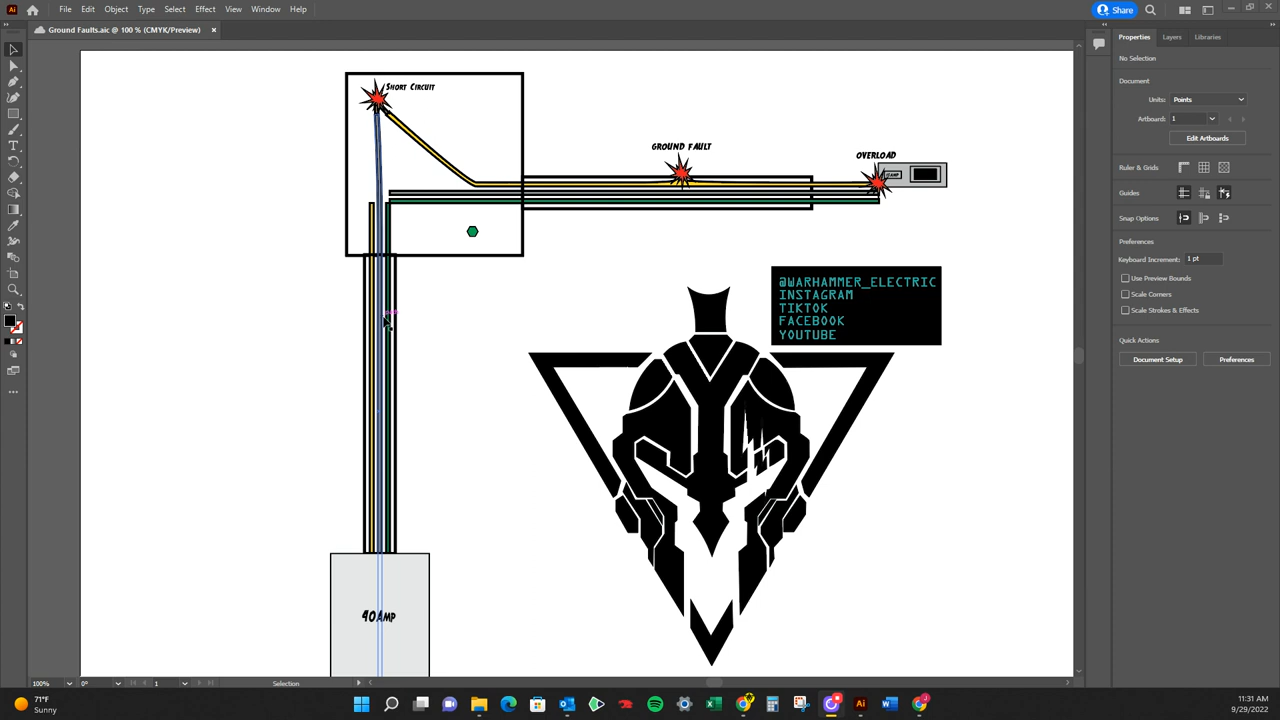 Ai
File
Edit
Object
Type
Select
Effect
View
Window
Help
Share
Ground Faults.aic @ 100 % (CMYK/Preview)
Properties
Layers
Libraries
No Selection
Document
Units:
Points
Artboard:
1
Edit Artboards
Ruler & Grids
Guides
Snap Options
Preferences
Keyboard Increment:
1 pt
Use Preview Bounds
Scale Corners
Scale Strokes & Effects
Quick Actions
Document Setup
Preferences
Short Circuit
GROUND FAULT
OVERLOAD
@WARHAMMER_ELECTRIC
INSTAGRAM
TIKTOK
FACEBOOK
YOUTUBE
40Amp
100%
0°
1
Selection
71°F
Sunny
11:31 AM
9/29/2022